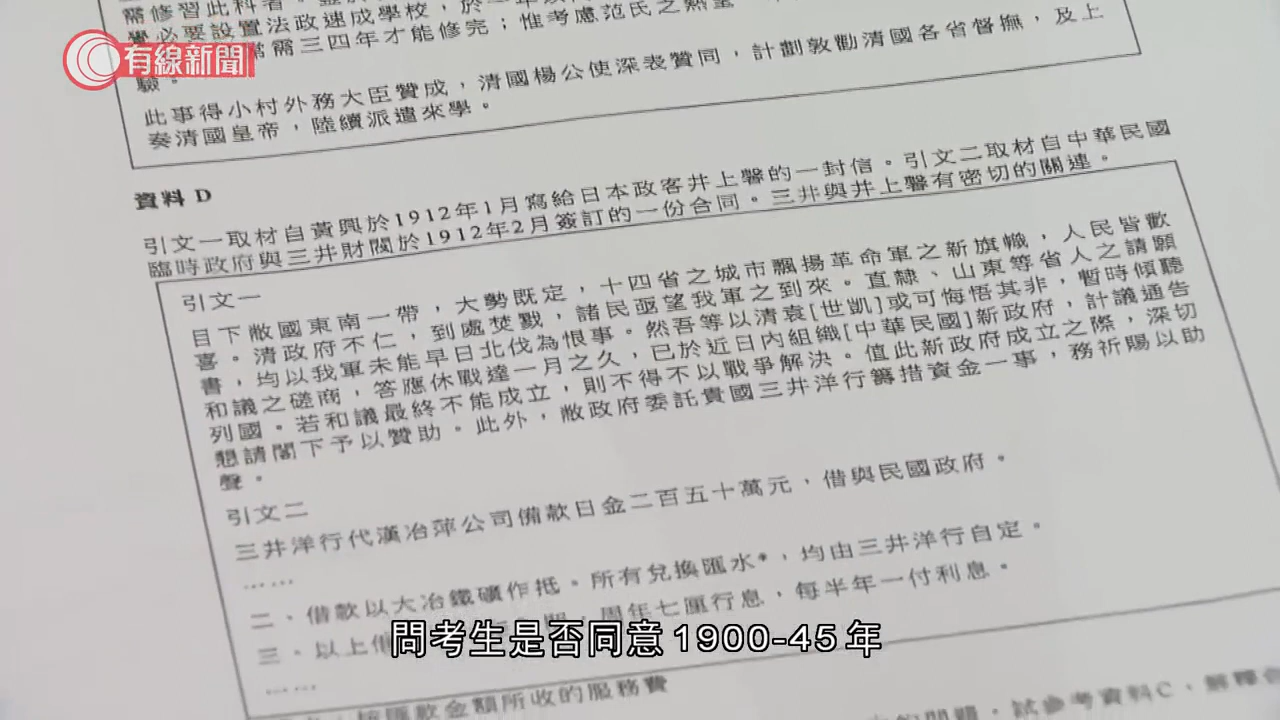 需修習此科者。
學必要設置法政速成學校，於一年
常需三四年才能修完；惟考慮范氏之熱
驗。
有線新聞
此事得小村外務大臣贊成，清國楊公使深表贊同，計劃敦勸清國各省督撫，及上
奏清國皇帝，陸續派遣來學。
資料 D
引文一取材自黃興於1912年1月寫給日本政客井上馨的一封信。引文二取材自中華民國
臨時政府與三井財閥於1912年2月簽訂的一份合同。三井與井上馨有密切的關連。
引文一
目下敝國東南一帶，大勢既定，十四省之城市飄揚革命軍之新旗幟，人民皆歡
喜。清政府不仁，到處焚戮，諸民亟望我軍之到來。直隸、山東等省人之請願
書，均以我軍未能早日北伐為恨事。然吾等以清袁[世凱]或可悔悟其非，暫時傾聽
和議之磋商，答應休戰達一月之久，已於近日內組織[中華民國]新政府，計議通告
列國。若和議最終不能成立，則不得不以戰爭解決。值此新政府成立之際，深切
懇請閣下予以贊助。此外，敝政府委託貴國三井洋行籌措資金一事，務祈賜以助
聲。
引文二
三井洋行代漢冶萍公司備款日金二百五十萬元，借與民國政府。
……
二、借款以大冶鐵礦作抵。所有兌換匯水*，均由三井洋行自定。
三、以上借 周年七厘行息，每半年一付利息。
……
按匯款金額所收的服務費
的問題。試參考資料C，解釋
問考生是否同意1900-45年